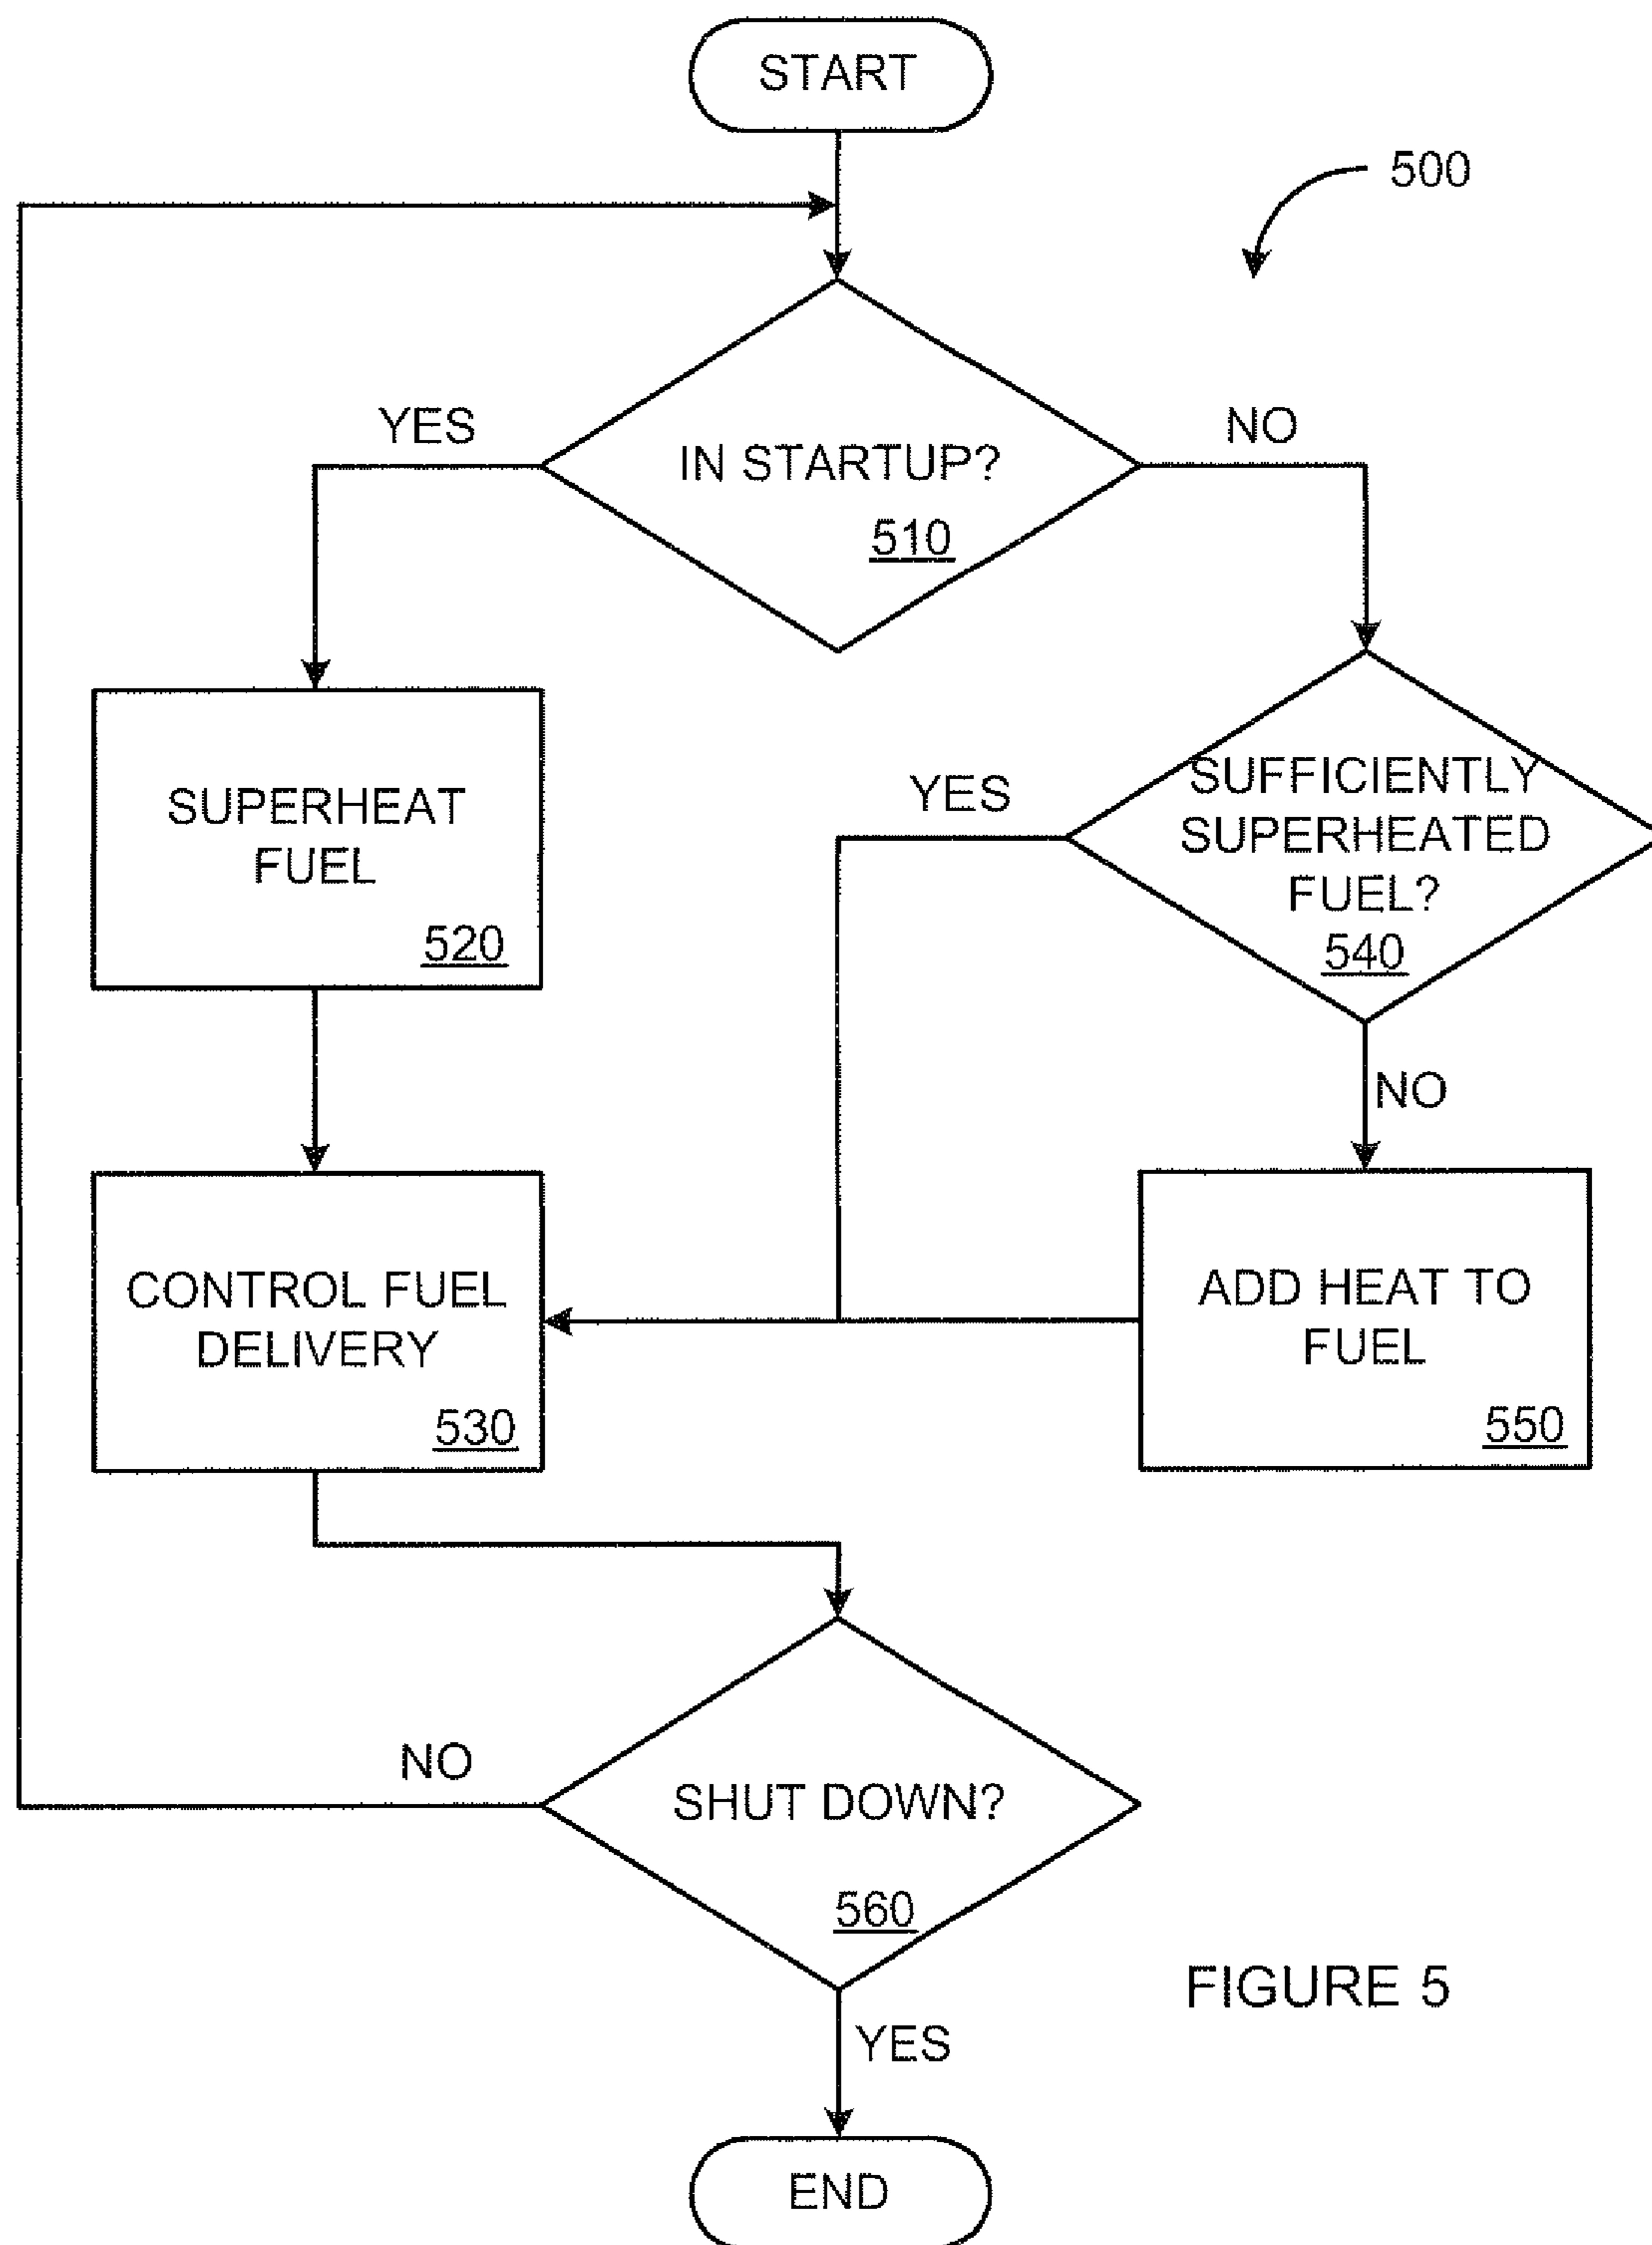 START
500
YES
NO
IN STARTUP?
510
SUPERHEAT
FUEL
520
YES
SUFFICIENTLY
SUPERHEATED
FUEL?
540
NO
CONTROL FUEL
DELIVERY
530
ADD HEAT TO
FUEL
550
NO
SHUT DOWN?
560
YES
FIGURE 5
END